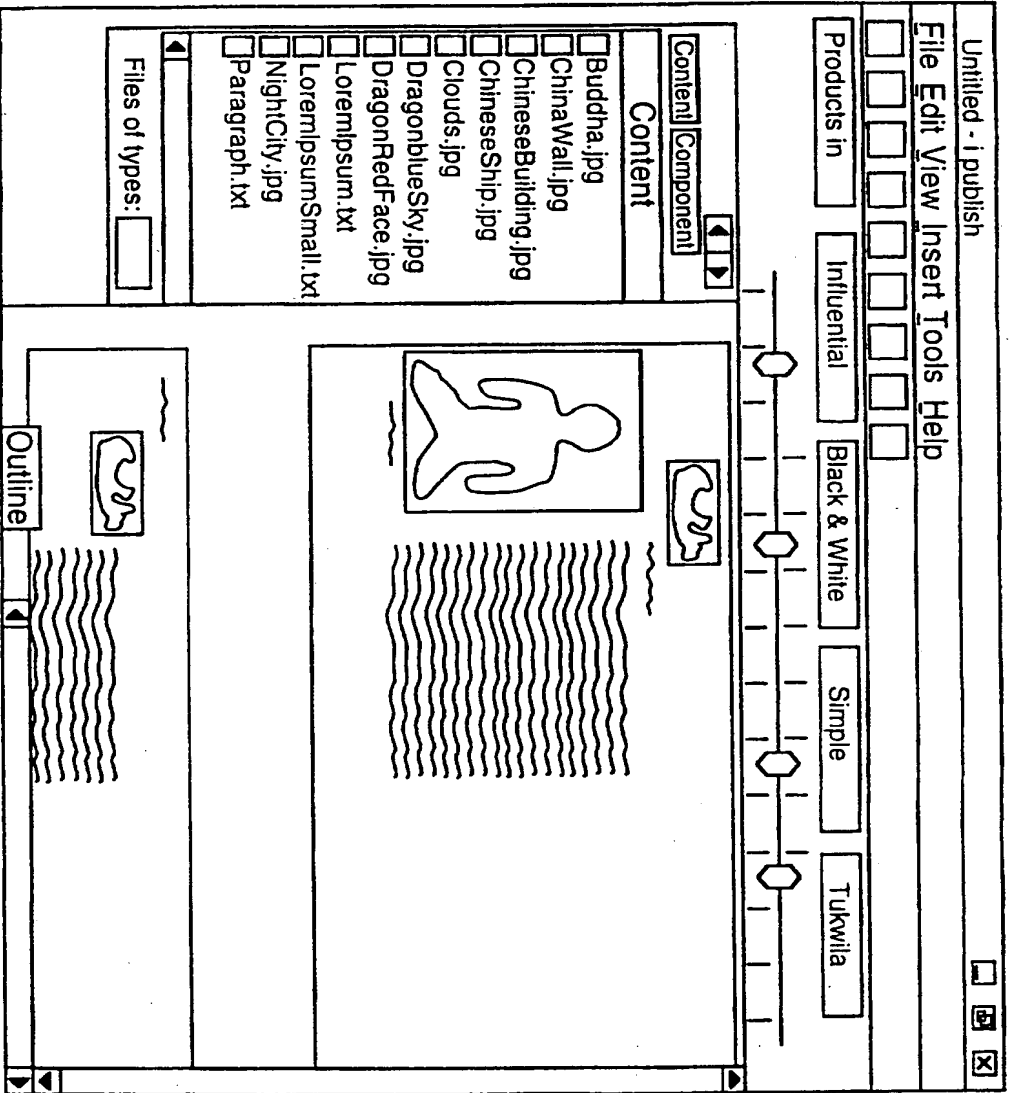 Untitled - i publish
File Edit View Insert Tools Help
Products in Influential Black & White Simple Tukwila
Content Component
Content
Buddha.jpg
ChinaWall.jpg
ChineseBuilding.jpg
ChineseShip.jpg
Clouds.jpg
DragonblueSky.jpg
DragonRedFace.jpg
LoremIpsum.txt
LoremIpsumSmall.txt
NightCity.jpg
Paragraph.txt
Files of types:
Outline